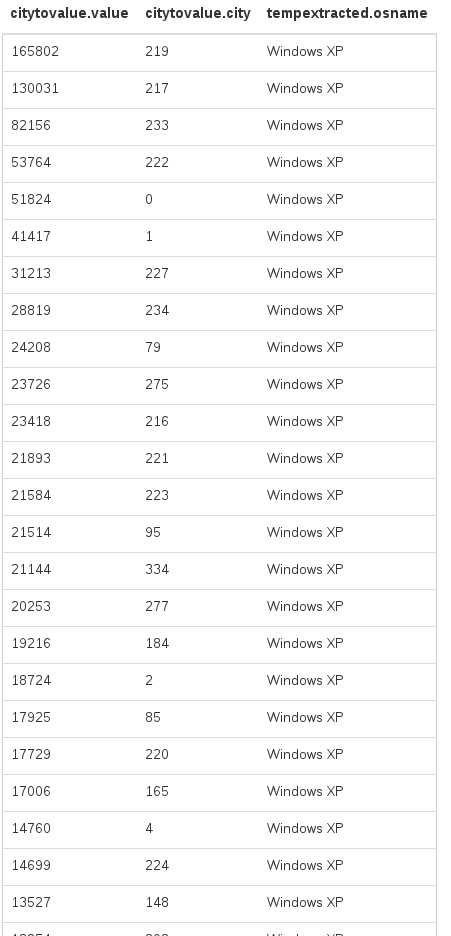 citytovalue.value citytovalue.city tempextracted.osname
165802 219 Windows XP
130031 217 Windows XP
82156 233 Windows XP
53764 222 Windows XP
51824 0 Windows XP
41417 1 Windows XP
31213 227 Windows XP
28819 234 Windows XP
24208 79 Windows XP
23726 275 Windows XP
23418 216 Windows XP
21893 221 Windows XP
21584 223 Windows XP
21514 95 Windows XP
21144 334 Windows XP
20253 277 Windows XP
19216 184 Windows XP
18724 2 Windows XP
17925 85 Windows XP
17729 220 Windows XP
17006 165 Windows XP
14760 4 Windows XP
14699 224 Windows XP
13527 148 Windows XP
Windows XP